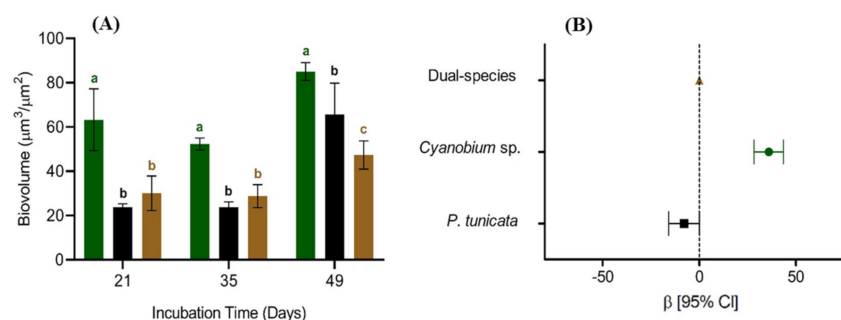 (A)
Biovolume (μm³/μm²)
100
80
60
40
20
0
a
b
b
a
b
b
a
b
c
21
35
49
Incubation Time (Days)
(B)
Dual-species
Cyanobium sp.
P. tunicata
-50
0
50
β [95% CI]